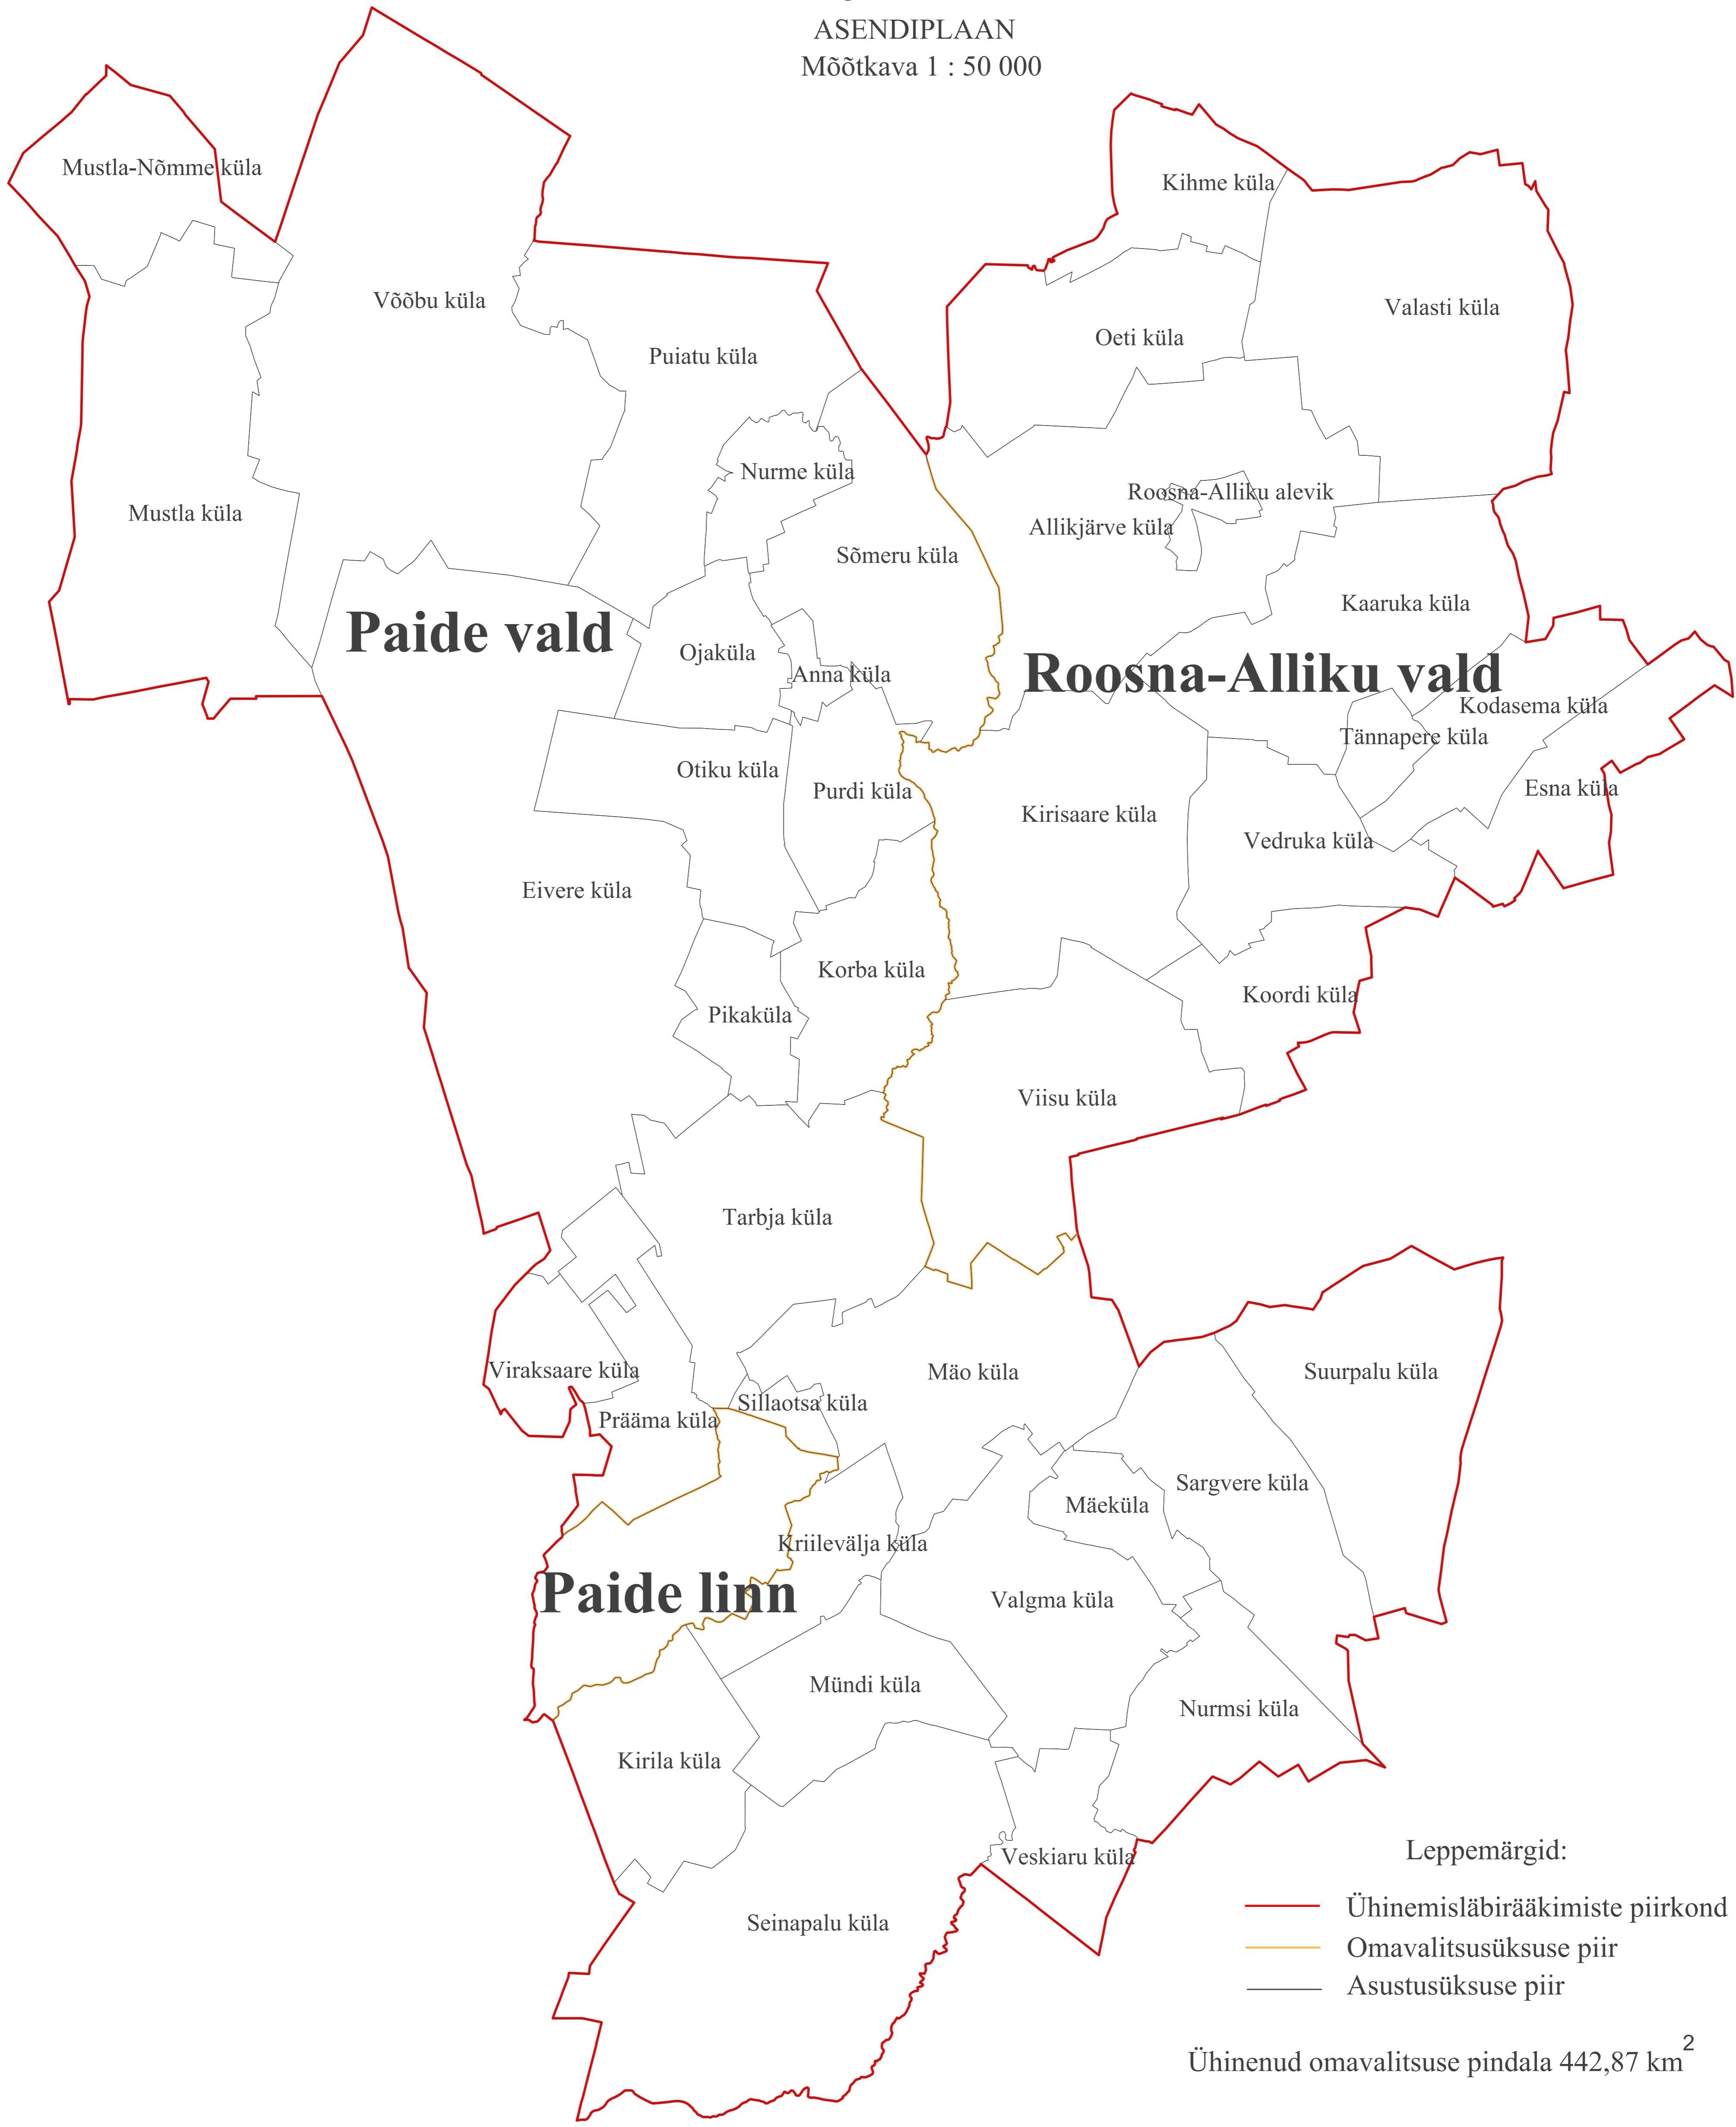 ASENDIPLAAN
Mõõtkava 1 : 50 000
Mustla-Nõmme küla
Kihme küla
Võõbu küla
Valasti küla
Oeti küla
Puiatu küla
Nurme küla
Roosna-Alliku alevik
Mustla küla
Allikjärve küla
Sõmeru küla
Kaaruka küla
Paide vald
Ojaküla
Anna küla
Roosna-Alliku vald
Kodasema küla
Tännapere küla
Otiku küla
Purdi küla
Esna küla
Kirisaare küla
Vedruka küla
Eivere küla
Korba küla
Koordi küla
Pikaküla
Viisu küla
Tarbja küla
Viraksaare küla
Mäo küla
Suurpalu küla
Sillaotsa küla
Prääma küla
Sargvere küla
Mäeküla
Kriilevälja küla
Paide linn
Valgma küla
Mündi küla
Nurmsi küla
Kirila küla
Veskiaru küla
Seinapalu küla
Leppemärgid:
Ühinemisläbirääkimiste piirkond
Omavalitsusüksuse piir
Asustusüksuse piir
Ühinenud omavalitsuse pindala 442,87 km²